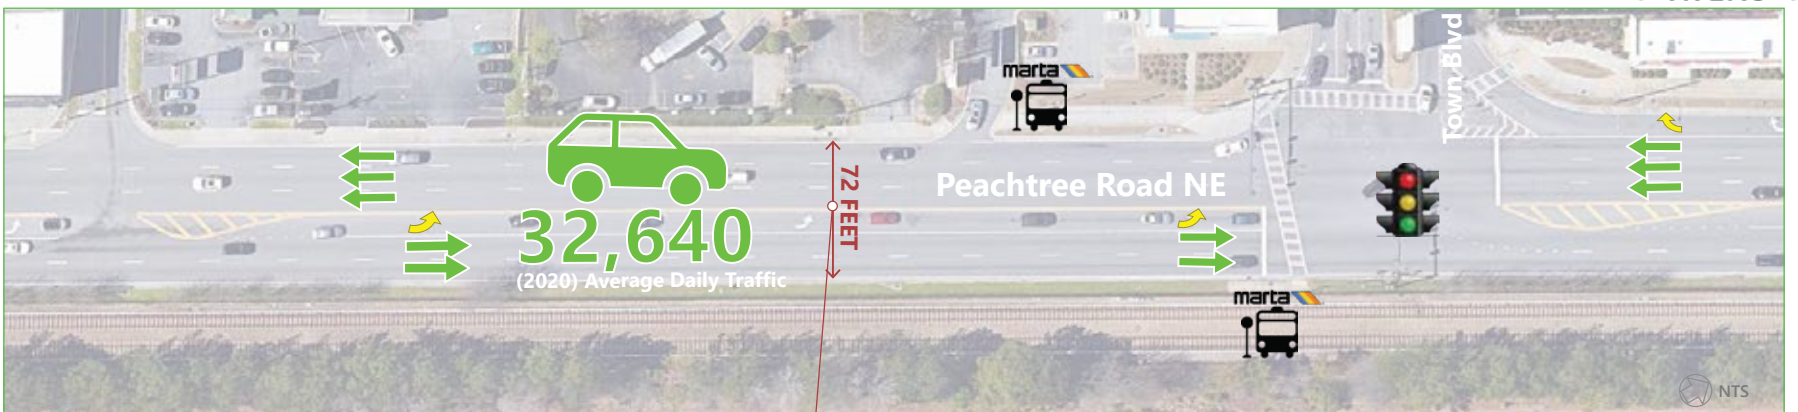 Town Blvd
marta
72 FEET
Peachtree Road NE
32,640
(2020) Average Daily Traffic
marta
NTS